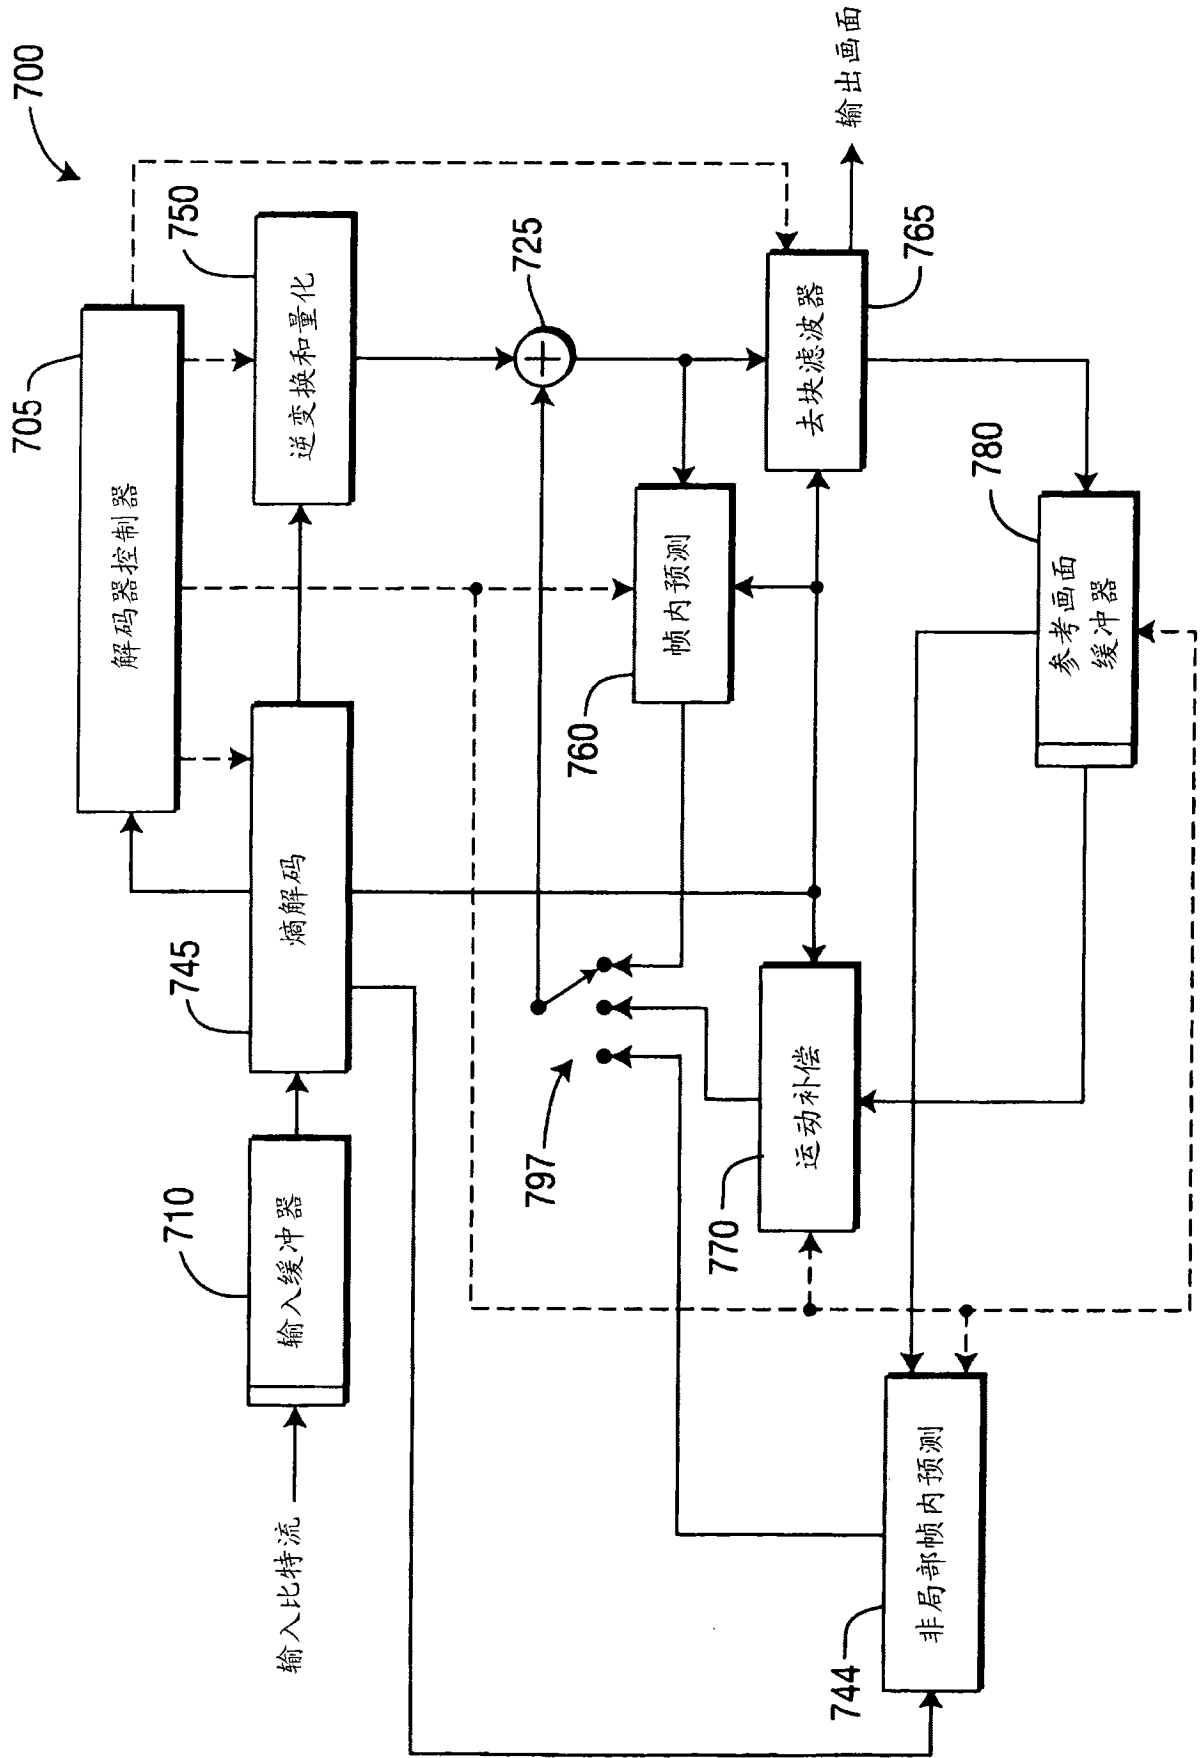 700
705
解码器控制器
输入比特流
710
输入缓冲器
745
熵解码
750
逆变换和量化
725
797
760
帧内预测
770
运动补偿
去块滤波器
765
输出画面
744
非局部帧内预测
780
参考画面
缓冲器